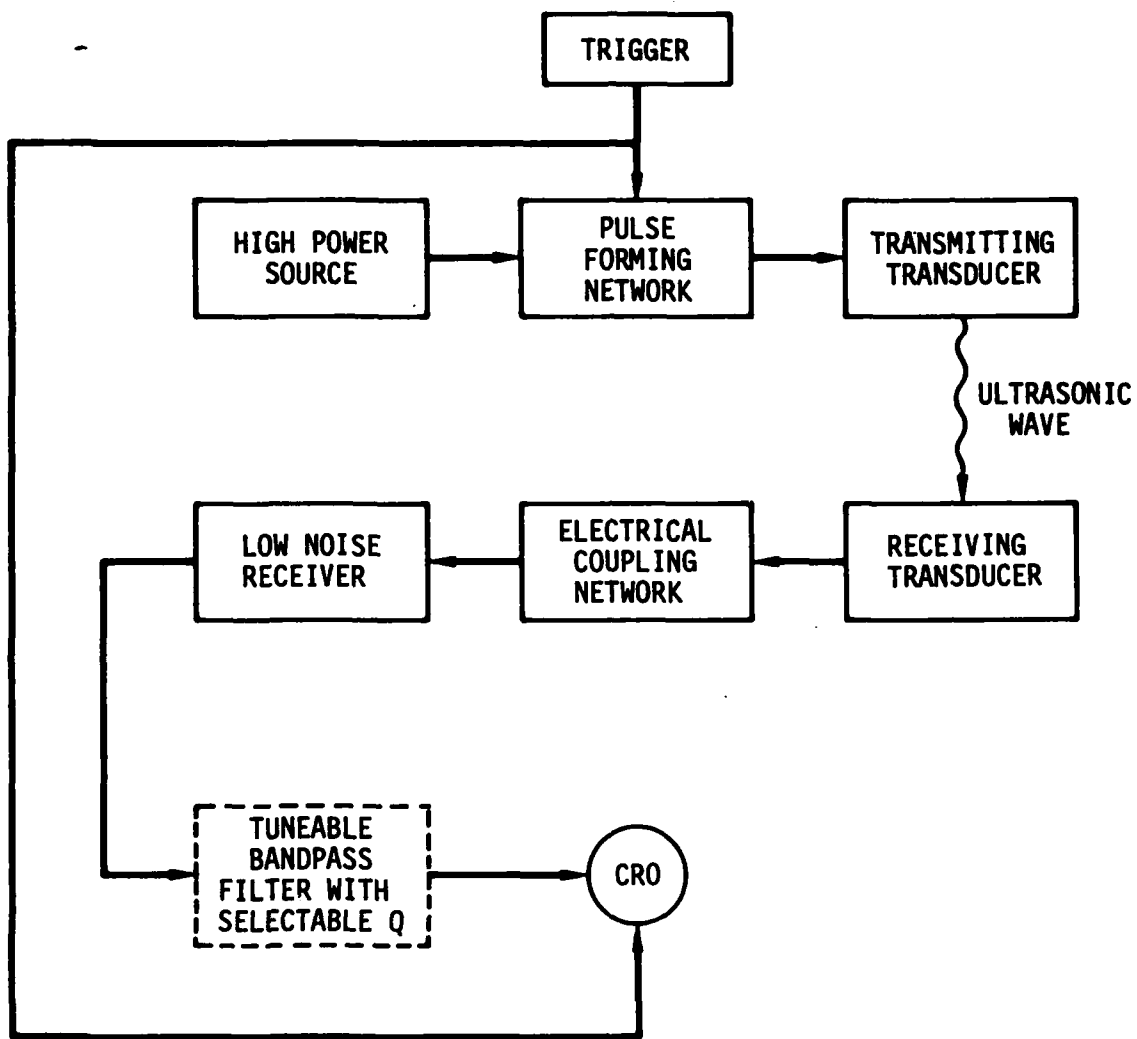 TRIGGER
HIGH POWER
SOURCE
PULSE
FORMING
NETWORK
TRANSMITTING
TRANSDUCER
ULTRASONIC
WAVE
LOW NOISE
RECEIVER
ELECTRICAL
COUPLING
NETWORK
RECEIVING
TRANSDUCER
TUNEABLE
BANDPASS
FILTER WITH
SELECTABLE Q
CRO